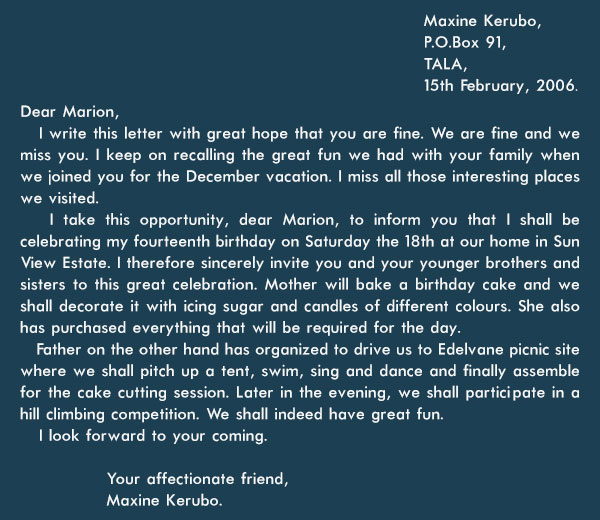 Maxine Kerubo,
P.O.Box 91,
TALA,
15th February, 2006.
Dear Marion,
I write this letter with great hope that you are fine. We are fine and we
miss you. I keep on recalling the great fun we had with your family when
we joined you for the December vacation. I miss all those interesting places
we visited.
I take this opportunity, dear Marion, to inform you that I shall be
celebrating my fourteenth birthday on Saturday the 18th at our home in Sun
View Estate. I therefore sincerely invite you and your younger brothers and
sisters to this great celebration. Mother will bake a birthday cake and we
shall decorate it with icing sugar and candles of different colours. She also
has purchased everything that will be required for the day.
Father on the other hand has organized to drive us to Edelvane picnic site
where we shall pitch up a tent, swim, sing and dance and finally assemble
for the cake cutting session. Later in the evening, we shall participate in a
hill climbing competition. We shall indeed have great fun.
I look forward to your coming.
Your affectionate friend,
Maxine Kerubo.